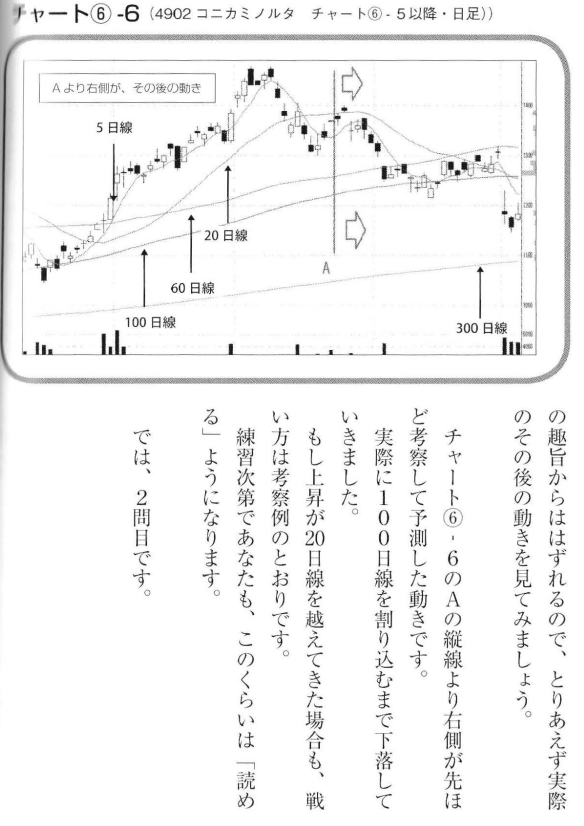 チャート⑥-6（4902 コニカミノルタ　チャート⑥-5以降・日足））
Aより右側が、その後の動き
5日線
20日線
60日線
100日線
300日線
A
の趣旨からははずれるので、とりあえず実際
のその後の動きを見てみましょう。
チャート⑥-6のAの縦線より右側が先ほ
ど考察して予測した動きです。
実際に100日線を割り込むまで下落して
いきました。
もし上昇が20日線を越えてきた場合も、戦
い方は考察例のとおりです。
練習次第であなたも、このくらいは「読め
る」ようになります。
では、2問目です。